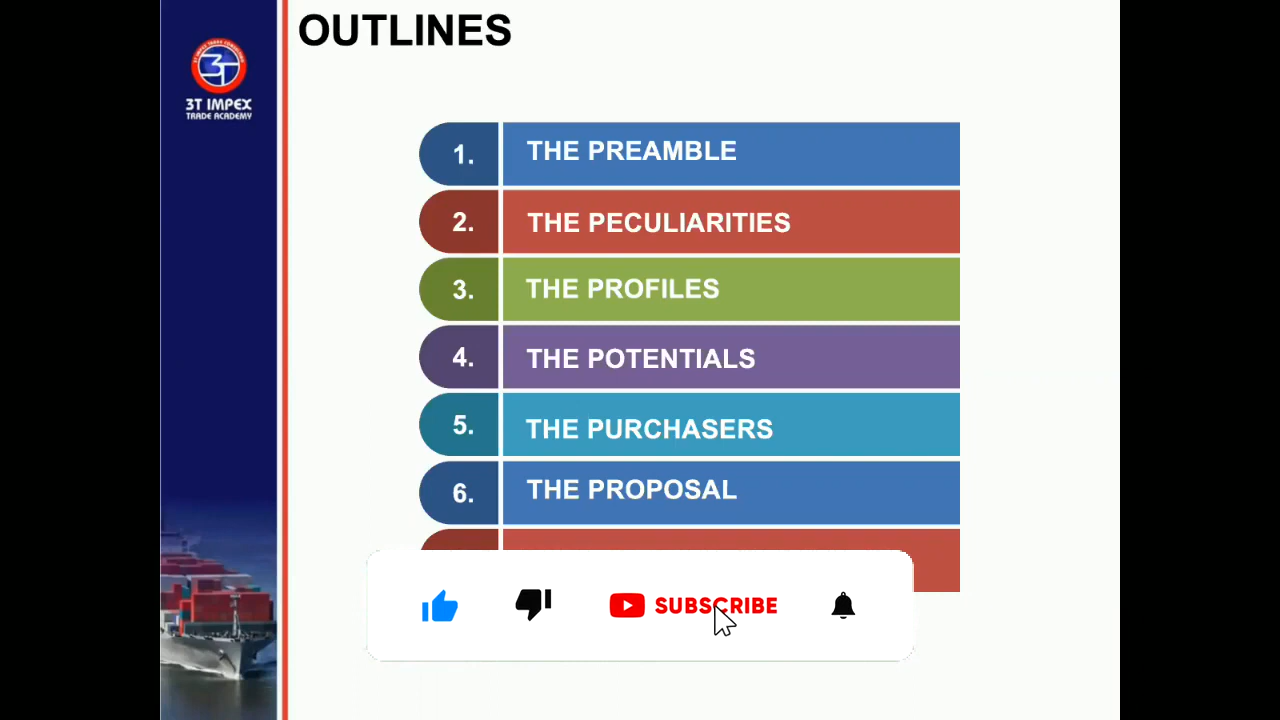 OUTLINES
3T IMPEX
TRADE ACADEMY
1. THE PREAMBLE
2. THE PECULIARITIES
3. THE PROFILES
4. THE POTENTIALS
5. THE PURCHASERS
6. THE PROPOSAL
SUBSCRIBE